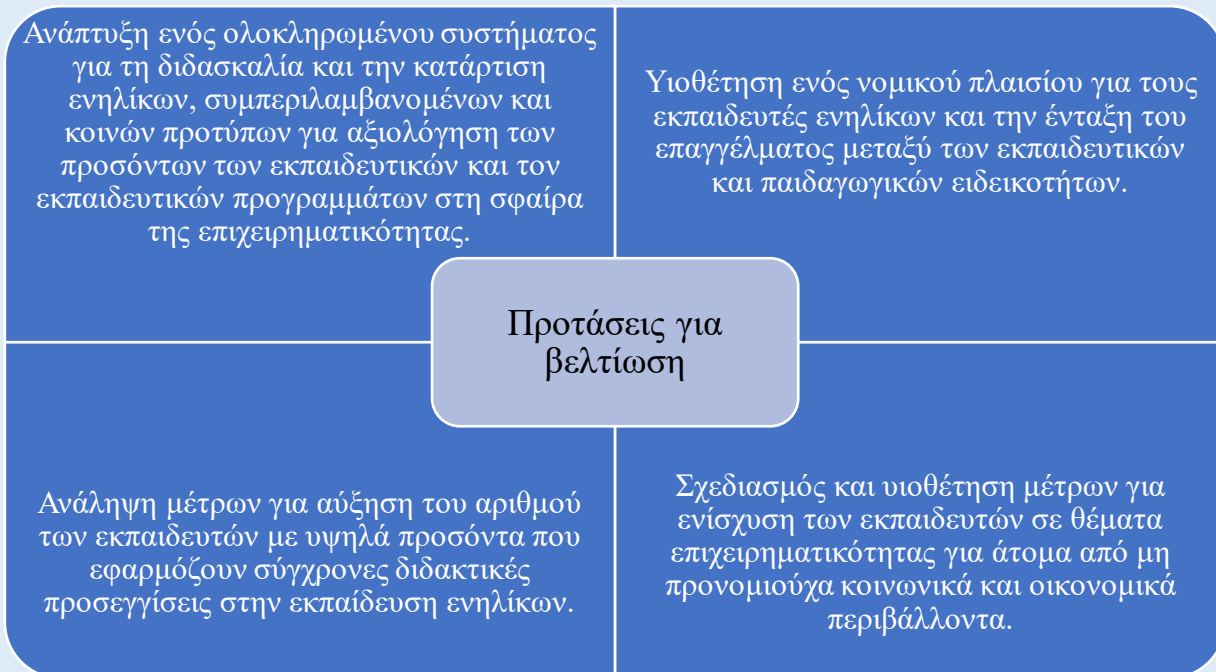 Ανάπτυξη ενός ολοκληρωμένου συστήματος
για τη διδασκαλία και την κατάρτιση
ενηλίκων, συμπεριλαμβανομένων και
κοινών προτύπων για αξιολόγηση των
προσόντων των εκπαιδευτικών και τον
εκπαιδευτικών προγραμμάτων στη σφαίρα
της επιχειρηματικότητας.
Υιοθέτηση ενός νομικού πλαισίου για τους
εκπαιδευτές ενηλίκων και την ένταξη του
επαγγέλματος μεταξύ των εκπαιδευτικών
και παιδαγωγικών ειδεικοτήτων.
Προτάσεις για
βελτίωση
Ανάληψη μέτρων για αύξηση του αριθμού
των εκπαιδευτών με υψηλά προσόντα που
εφαρμόζουν σύγχρονες διδακτικές
προσεγγίσεις στην εκπαίδευση ενηλίκων.
Σχεδιασμός και υιοθέτηση μέτρων για
ενίσχυση των εκπαιδευτών σε θέματα
επιχειρηματικότητας για άτομα από μη
προνομιούχα κοινωνικά και οικονομικά
περιβάλλοντα.